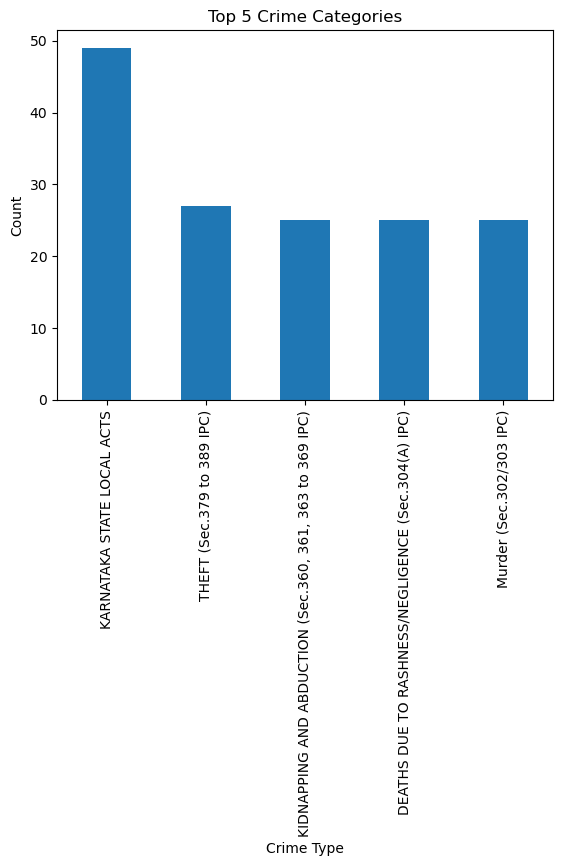 Top 5 Crime Categories
Count
50
40
30
20
10
0
KARNATAKA STATE LOCAL ACTS
THEFT (Sec.379 to 389 IPC)
KIDNAPPING AND ABDUCTION (Sec.360, 361, 363 to 369 IPC)
DEATHS DUE TO RASHNESS/NEGLIGENCE (Sec.304(A) IPC)
Murder (Sec.302/303 IPC)
Crime Type